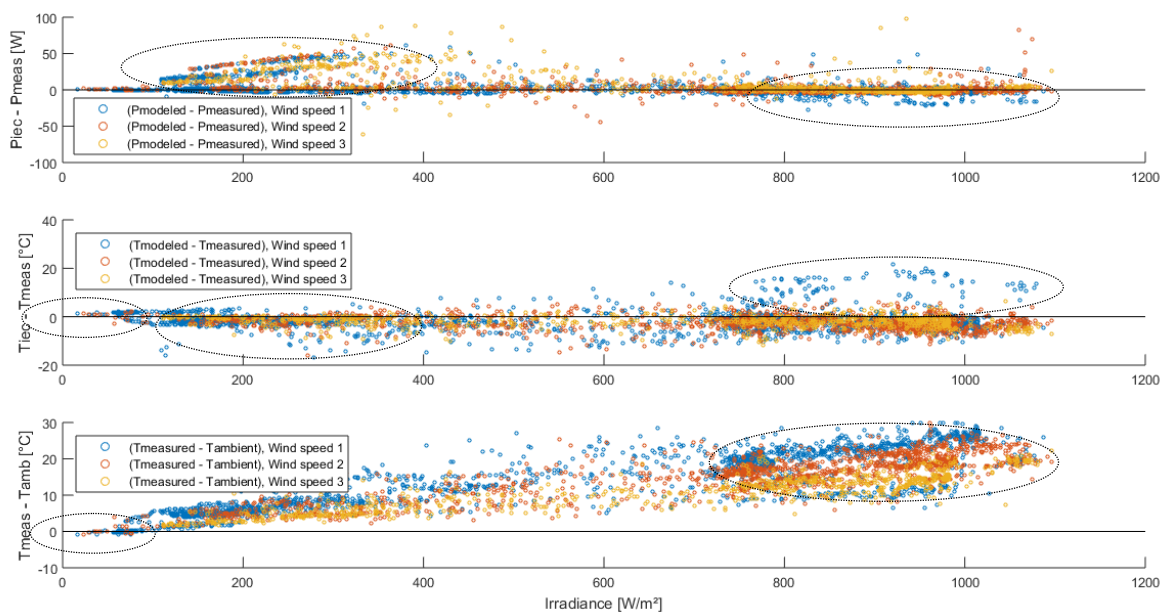 100
50
0
-50
-100
Piec - Pmeas [W]
(Pmodeled - Pmeasured), Wind speed 1
(Pmodeled - Pmeasured), Wind speed 2
(Pmodeled - Pmeasured), Wind speed 3
0 200 400 600 800 1000 1200
40
20
0
-20
Tiec - Tmeas [°C]
(Tmodeled - Tmeasured), Wind speed 1
(Tmodeled - Tmeasured), Wind speed 2
(Tmodeled - Tmeasured), Wind speed 3
0 200 400 600 800 1000 1200
30
20
10
0
-10
Tmeas - Tamb [°C]
(Tmeasured - Tambient), Wind speed 1
(Tmeasured - Tambient), Wind speed 2
(Tmeasured - Tambient), Wind speed 3
0 200 400 600 800 1000 1200
Irradiance [W/m²]